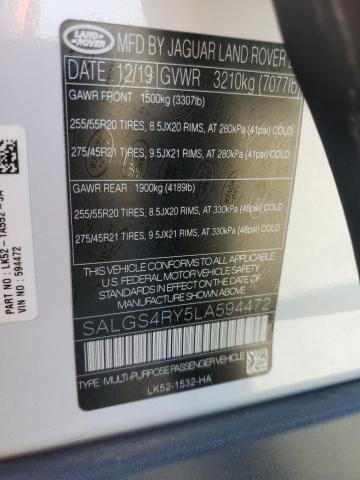 LAND
ROVER
MFD BY JAGUAR LAND ROVER
DATE: 12/19 GVWR : 3210kg (7077lb)
GAWR FRONT : 1500kg (3307lb)
255/55R20 TIRES, 8.5JX20 RIMS, AT 280kPa (41psi) COLD
275/45R21 TIRES, 9.5JX21 RIMS, AT 280kPa (41psi) COLD
GAWR REAR : 1900kg (4189lb)
255/55R20 TIRES, 8.5JX20 RIMS, AT 330kPa (48psi) COLD
275/45R21 TIRES, 9.5JX21 RIMS, AT 330kPa (48psi) COLD
THIS VEHICLE CONFORMS TO ALL APPLICABLE
U.S. FEDERAL MOTOR VEHICLE SAFETY
STANDARDS IN EFFECT ON THE DATE OF
MANUFACTURE SHOWN ABOVE.
SALGS4RY5LA594472
TYPE: MULTI-PURPOSE PASSENGER VEHICLE
LK52-1532-HA
PART NO : LK52 - 1A552 - JA
VIN NO : 594472